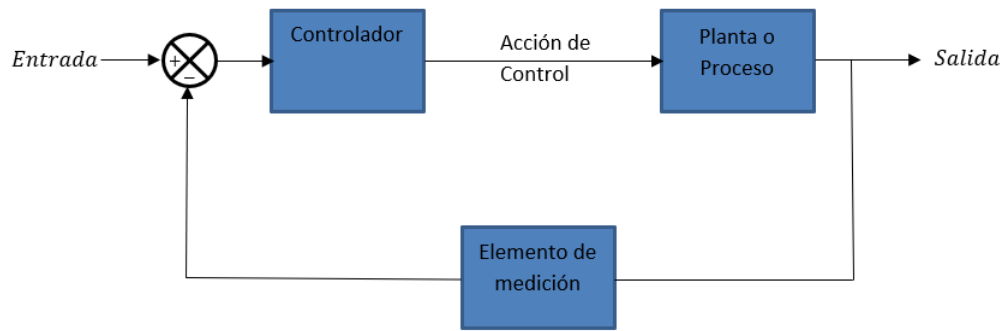 Entrada
+
−
Controlador
Acción de
Control
Planta o
Proceso
Salida
Elemento de
medición